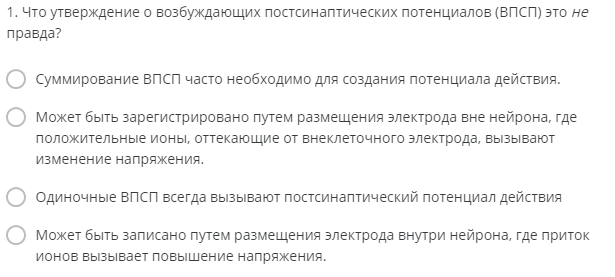 1. Что утверждение о возбуждающих постсинаптических потенциалов (ВПСП) это не
правда?
Суммирование ВПСП часто необходимо для создания потенциала действия.
Может быть зарегистрировано путем размещения электрода вне нейрона, где
положительные ионы, оттекающие от внеклеточного электрода, вызывают
изменение напряжения.
Одиночные ВПСП всегда вызывают постсинаптический потенциал действия
Может быть записано путем размещения электрода внутри нейрона, где приток
ионов вызывает повышение напряжения.